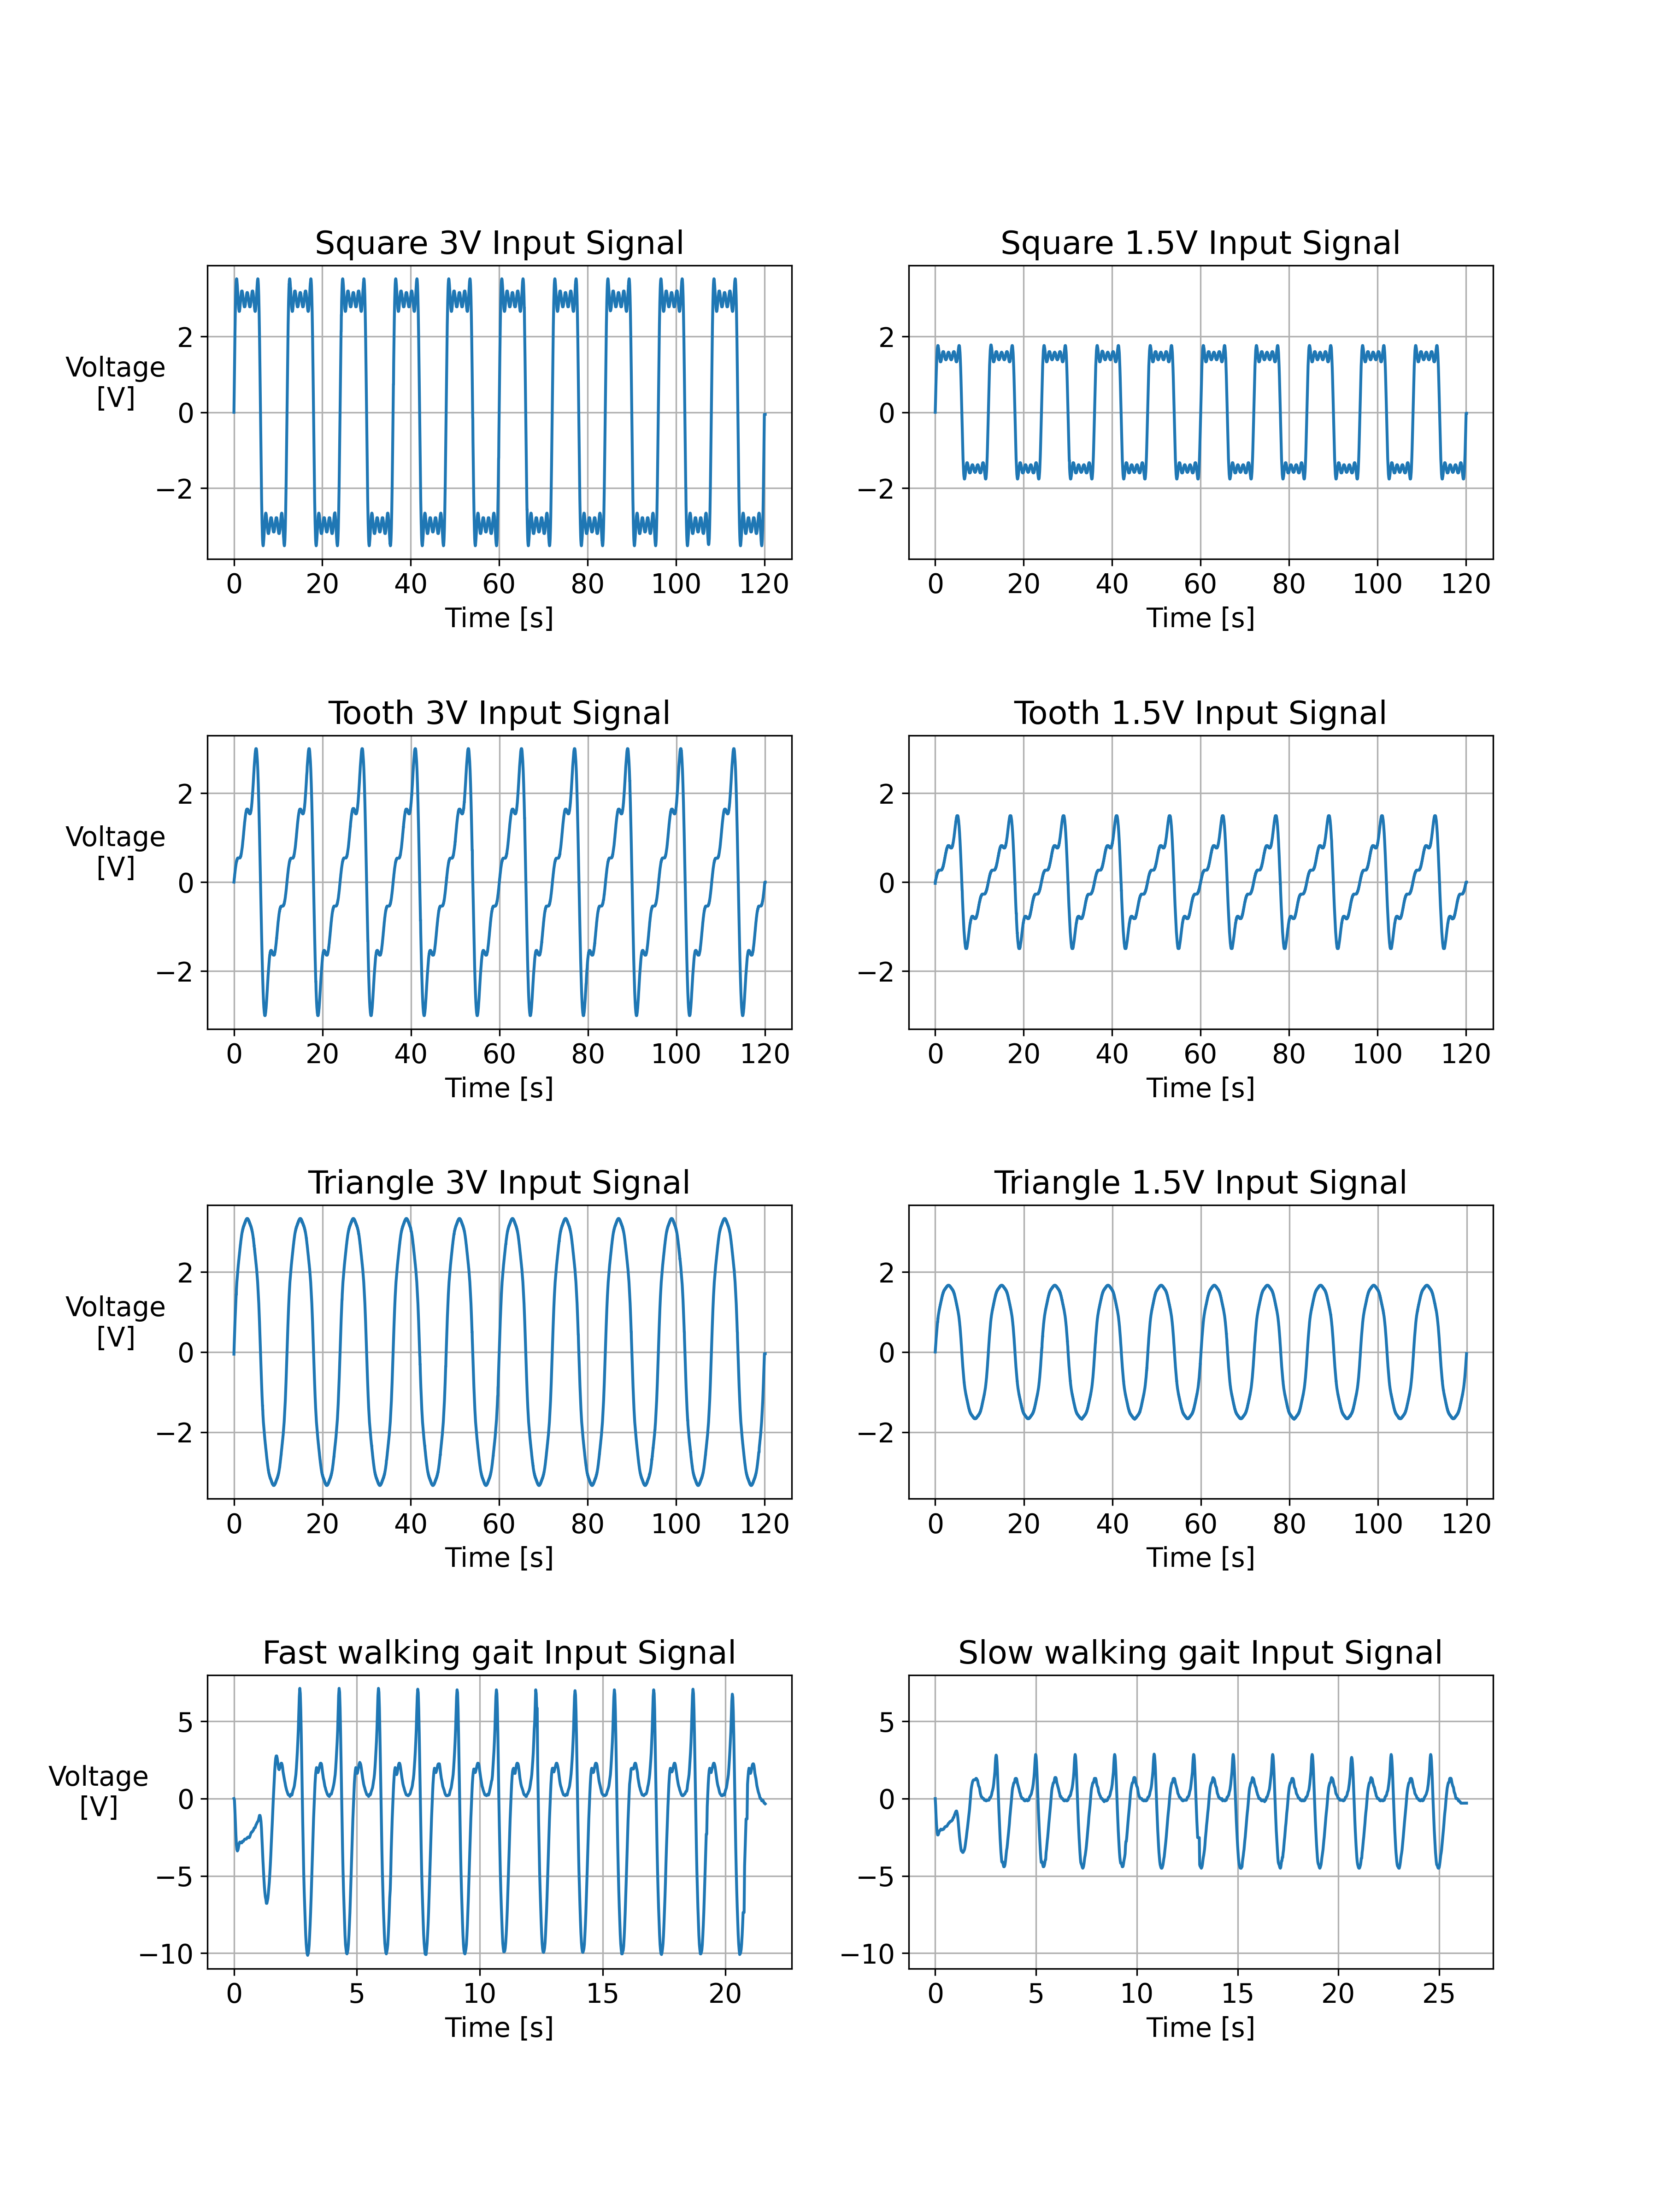 Square 3V Input Signal
Square 1.5V Input Signal
2
0
−2
Voltage
[V]
0 20 40 60 80 100 120
Time [s]
2
0
−2
0 20 40 60 80 100 120
Time [s]
Tooth 3V Input Signal
Tooth 1.5V Input Signal
2
0
−2
Voltage
[V]
0 20 40 60 80 100 120
Time [s]
2
0
−2
0 20 40 60 80 100 120
Time [s]
Triangle 3V Input Signal
Triangle 1.5V Input Signal
2
0
−2
Voltage
[V]
0 20 40 60 80 100 120
Time [s]
2
0
−2
0 20 40 60 80 100 120
Time [s]
Fast walking gait Input Signal
Slow walking gait Input Signal
5
0
−5
−10
Voltage
[V]
0 5 10 15 20
Time [s]
5
0
−5
−10
0 5 10 15 20 25
Time [s]